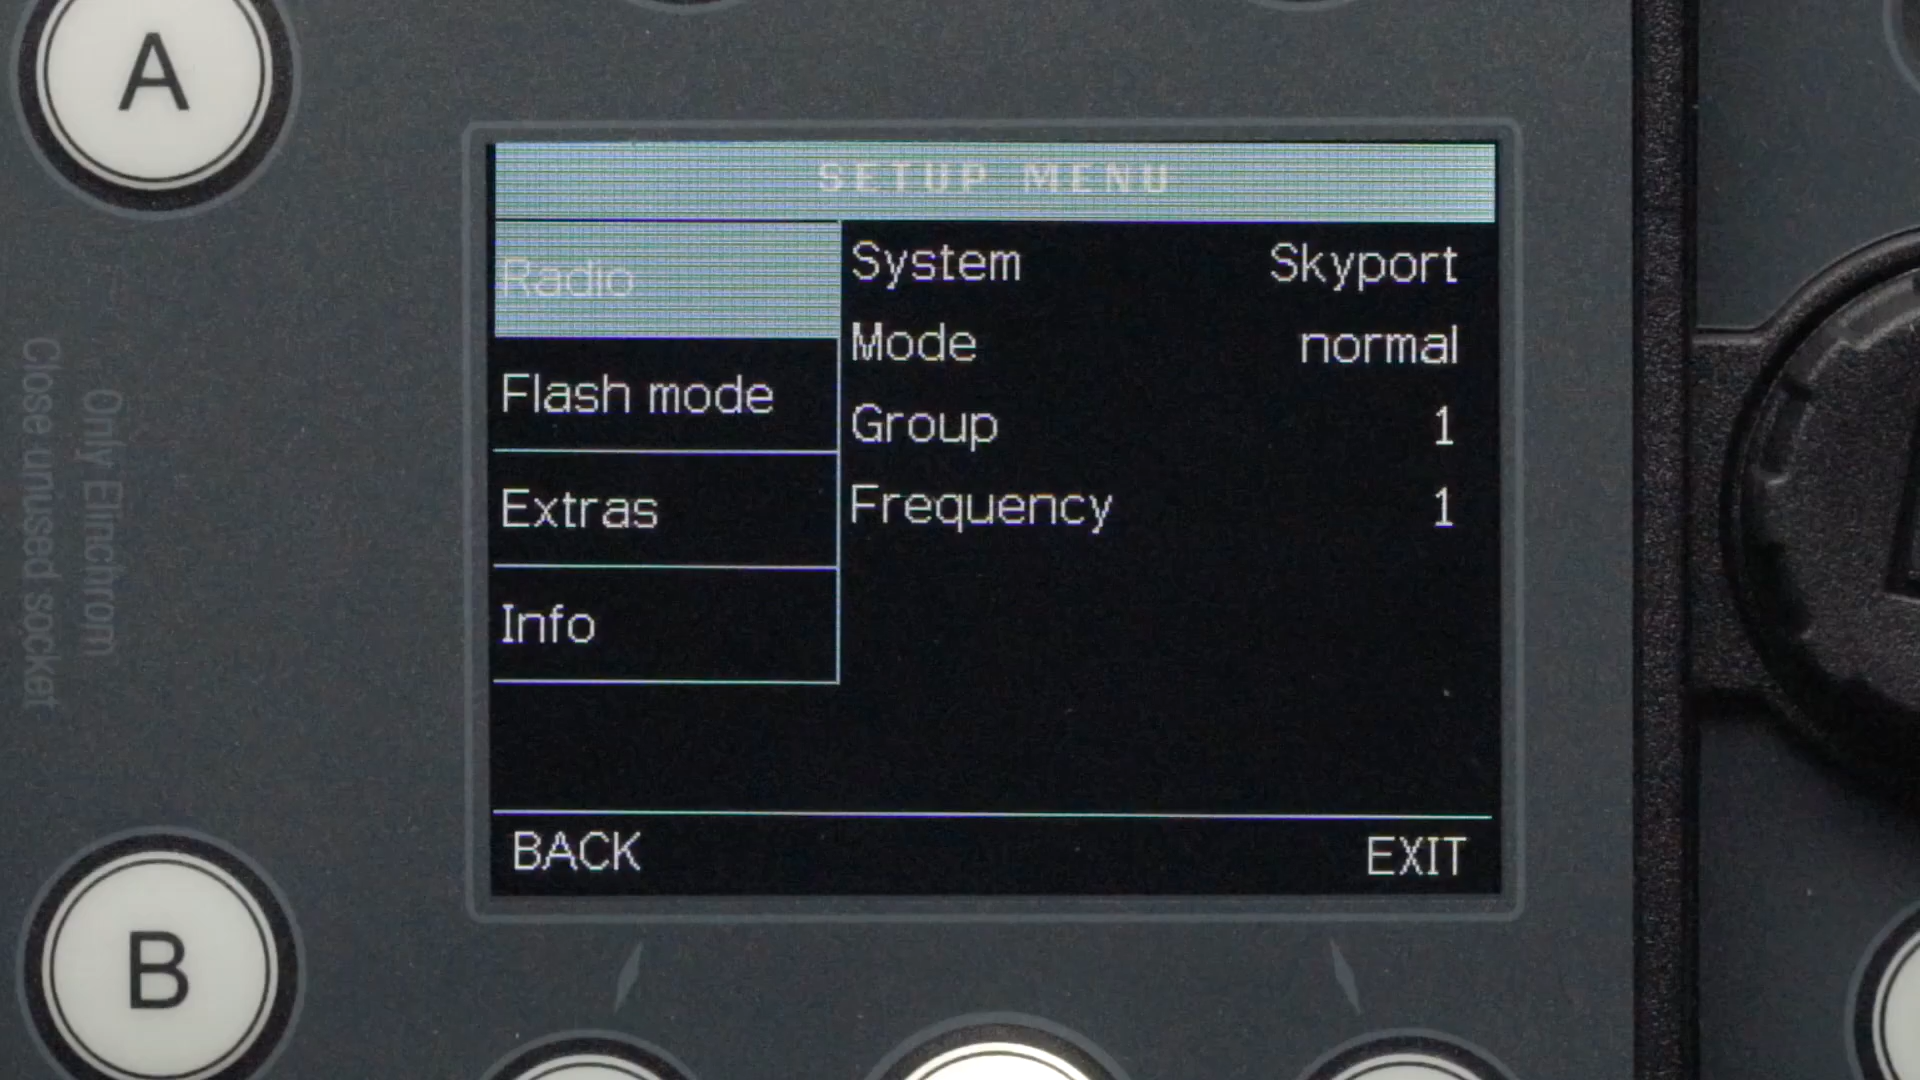 A
SETUP MENU
Radio
Flash mode
Extras
Info
System Skyport
Mode normal
Group 1
Frequency 1
BACK EXIT
B
Only Elinchrom
Close unused socket